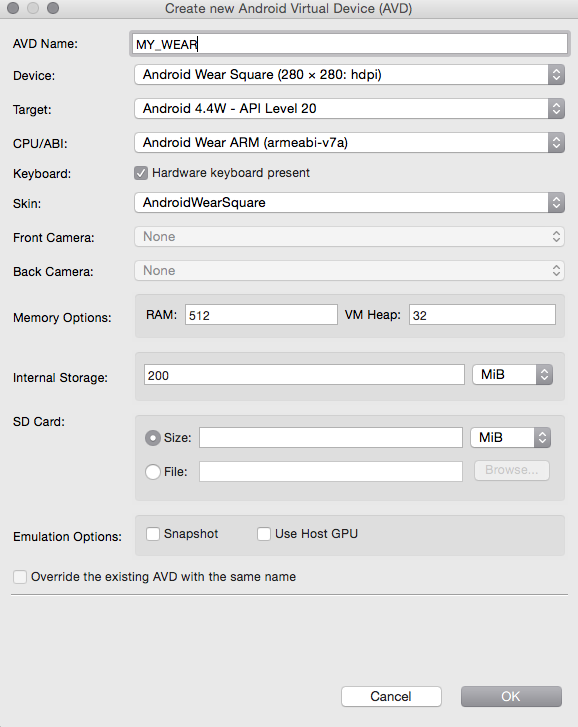 Create new Android Virtual Device (AVD)
AVD Name: MY_WEAR
Device: Android Wear Square (280 × 280: hdpi)
Target: Android 4.4W - API Level 20
CPU/ABI: Android Wear ARM (armeabi-v7a)
Keyboard: Hardware keyboard present
Skin: AndroidWearSquare
Front Camera: None
Back Camera: None
Memory Options: RAM: 512 VM Heap: 32
Internal Storage: 200 MiB
SD Card:
Size: MiB
File: Browse...
Emulation Options: Snapshot Use Host GPU
Override the existing AVD with the same name
Cancel OK